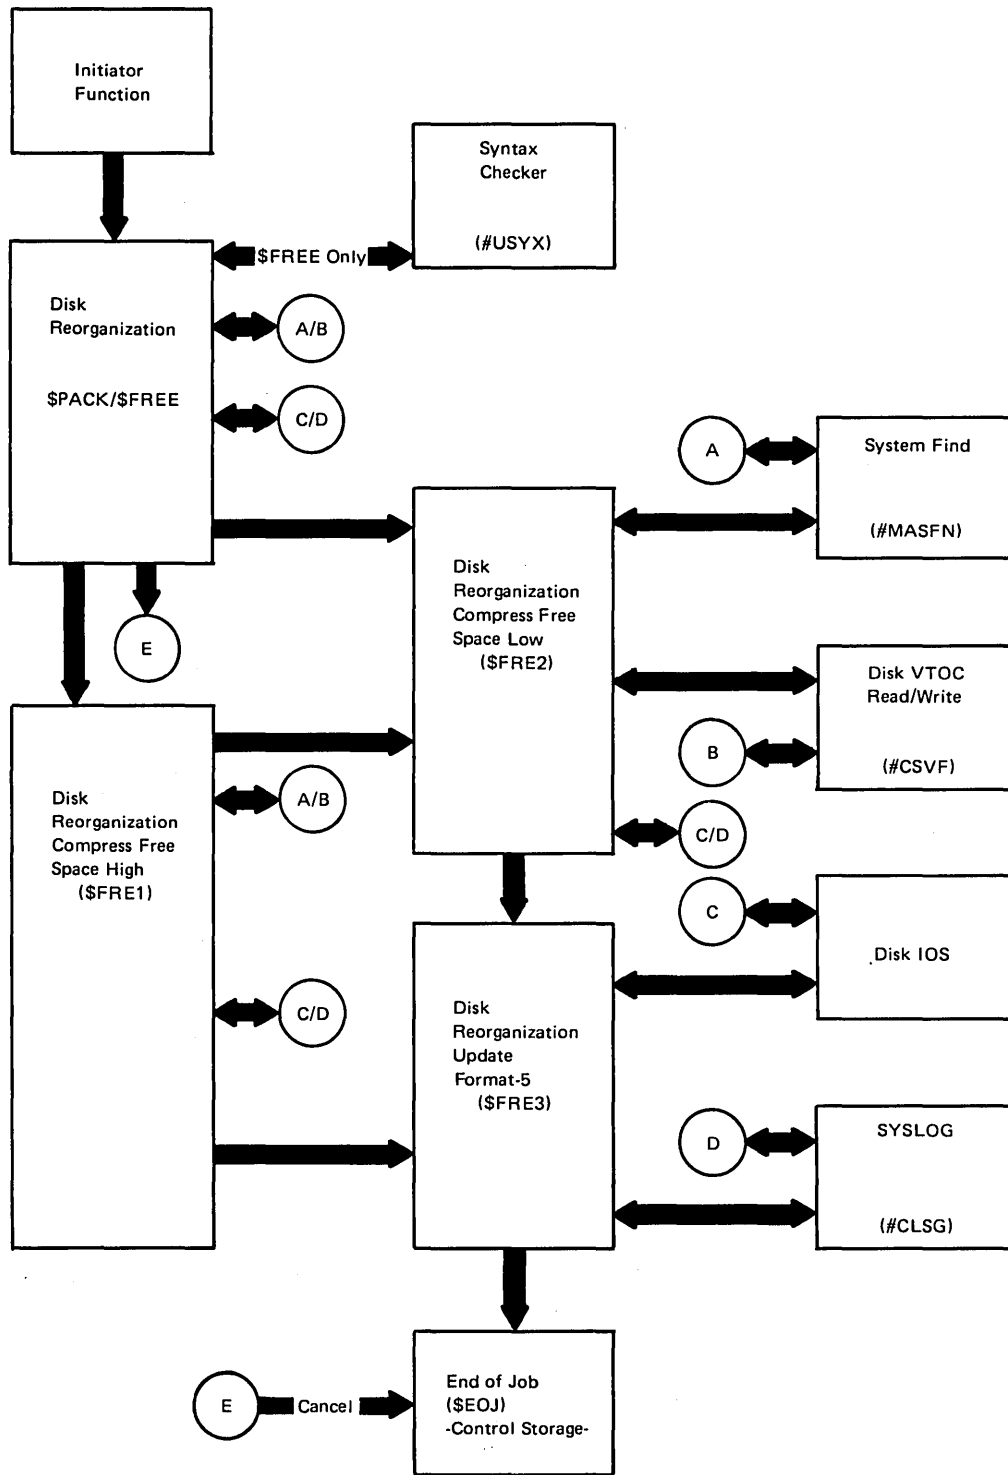 Initiator
Function
Syntax
Checker
(#USYX)
$FREE Only
Disk
Reorganization
$PACK/$FREE
A/B
C/D
E
A
System Find
(#MASFN)
Disk
Reorganization
Compress Free
Space Low
($FRE2)
Disk VTOC
Read/Write
(#CSVF)
B
Disk
Reorganization
Compress Free
Space High
($FRE1)
A/B
C/D
C/D
C
Disk IOS
Disk
Reorganization
Update
Format-5
($FRE3)
D
SYSLOG
(#CLSG)
E
Cancel
End of Job
($EOJ)
-Control Storage-